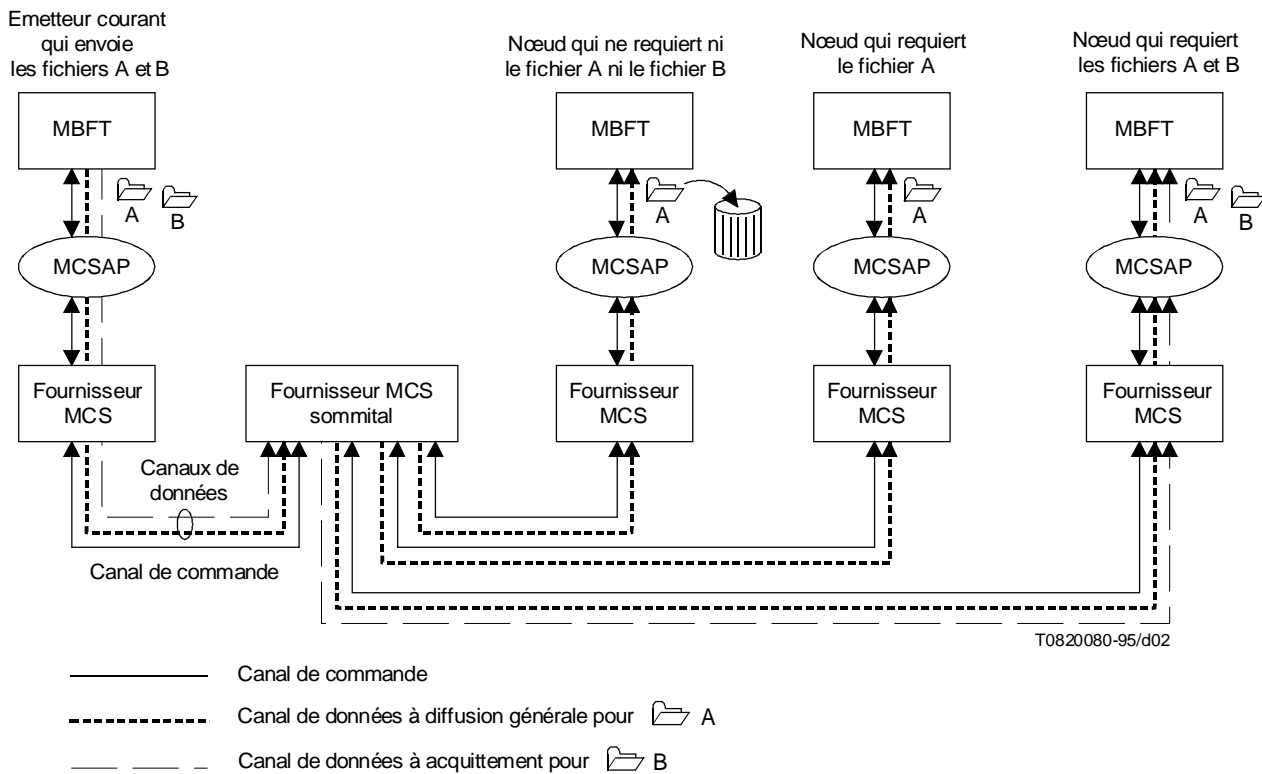 Emetteur courant
qui envoie
les fichiers A et B
Nœud qui ne requiert ni
le fichier A ni le fichier B
Nœud qui requiert
le fichier A
Nœud qui requiert
les fichiers A et B
MBFT
MBFT
MBFT
MBFT
A
B
A
A
A
B
MCSAP
MCSAP
MCSAP
MCSAP
Fournisseur
MCS
Fournisseur MCS
sommital
Fournisseur
MCS
Fournisseur
MCS
Fournisseur
MCS
Canaux de
données
Canal de commande
T0820080-95/d02
Canal de commande
Canal de données à diffusion générale pour A
Canal de données à acquittement pour B